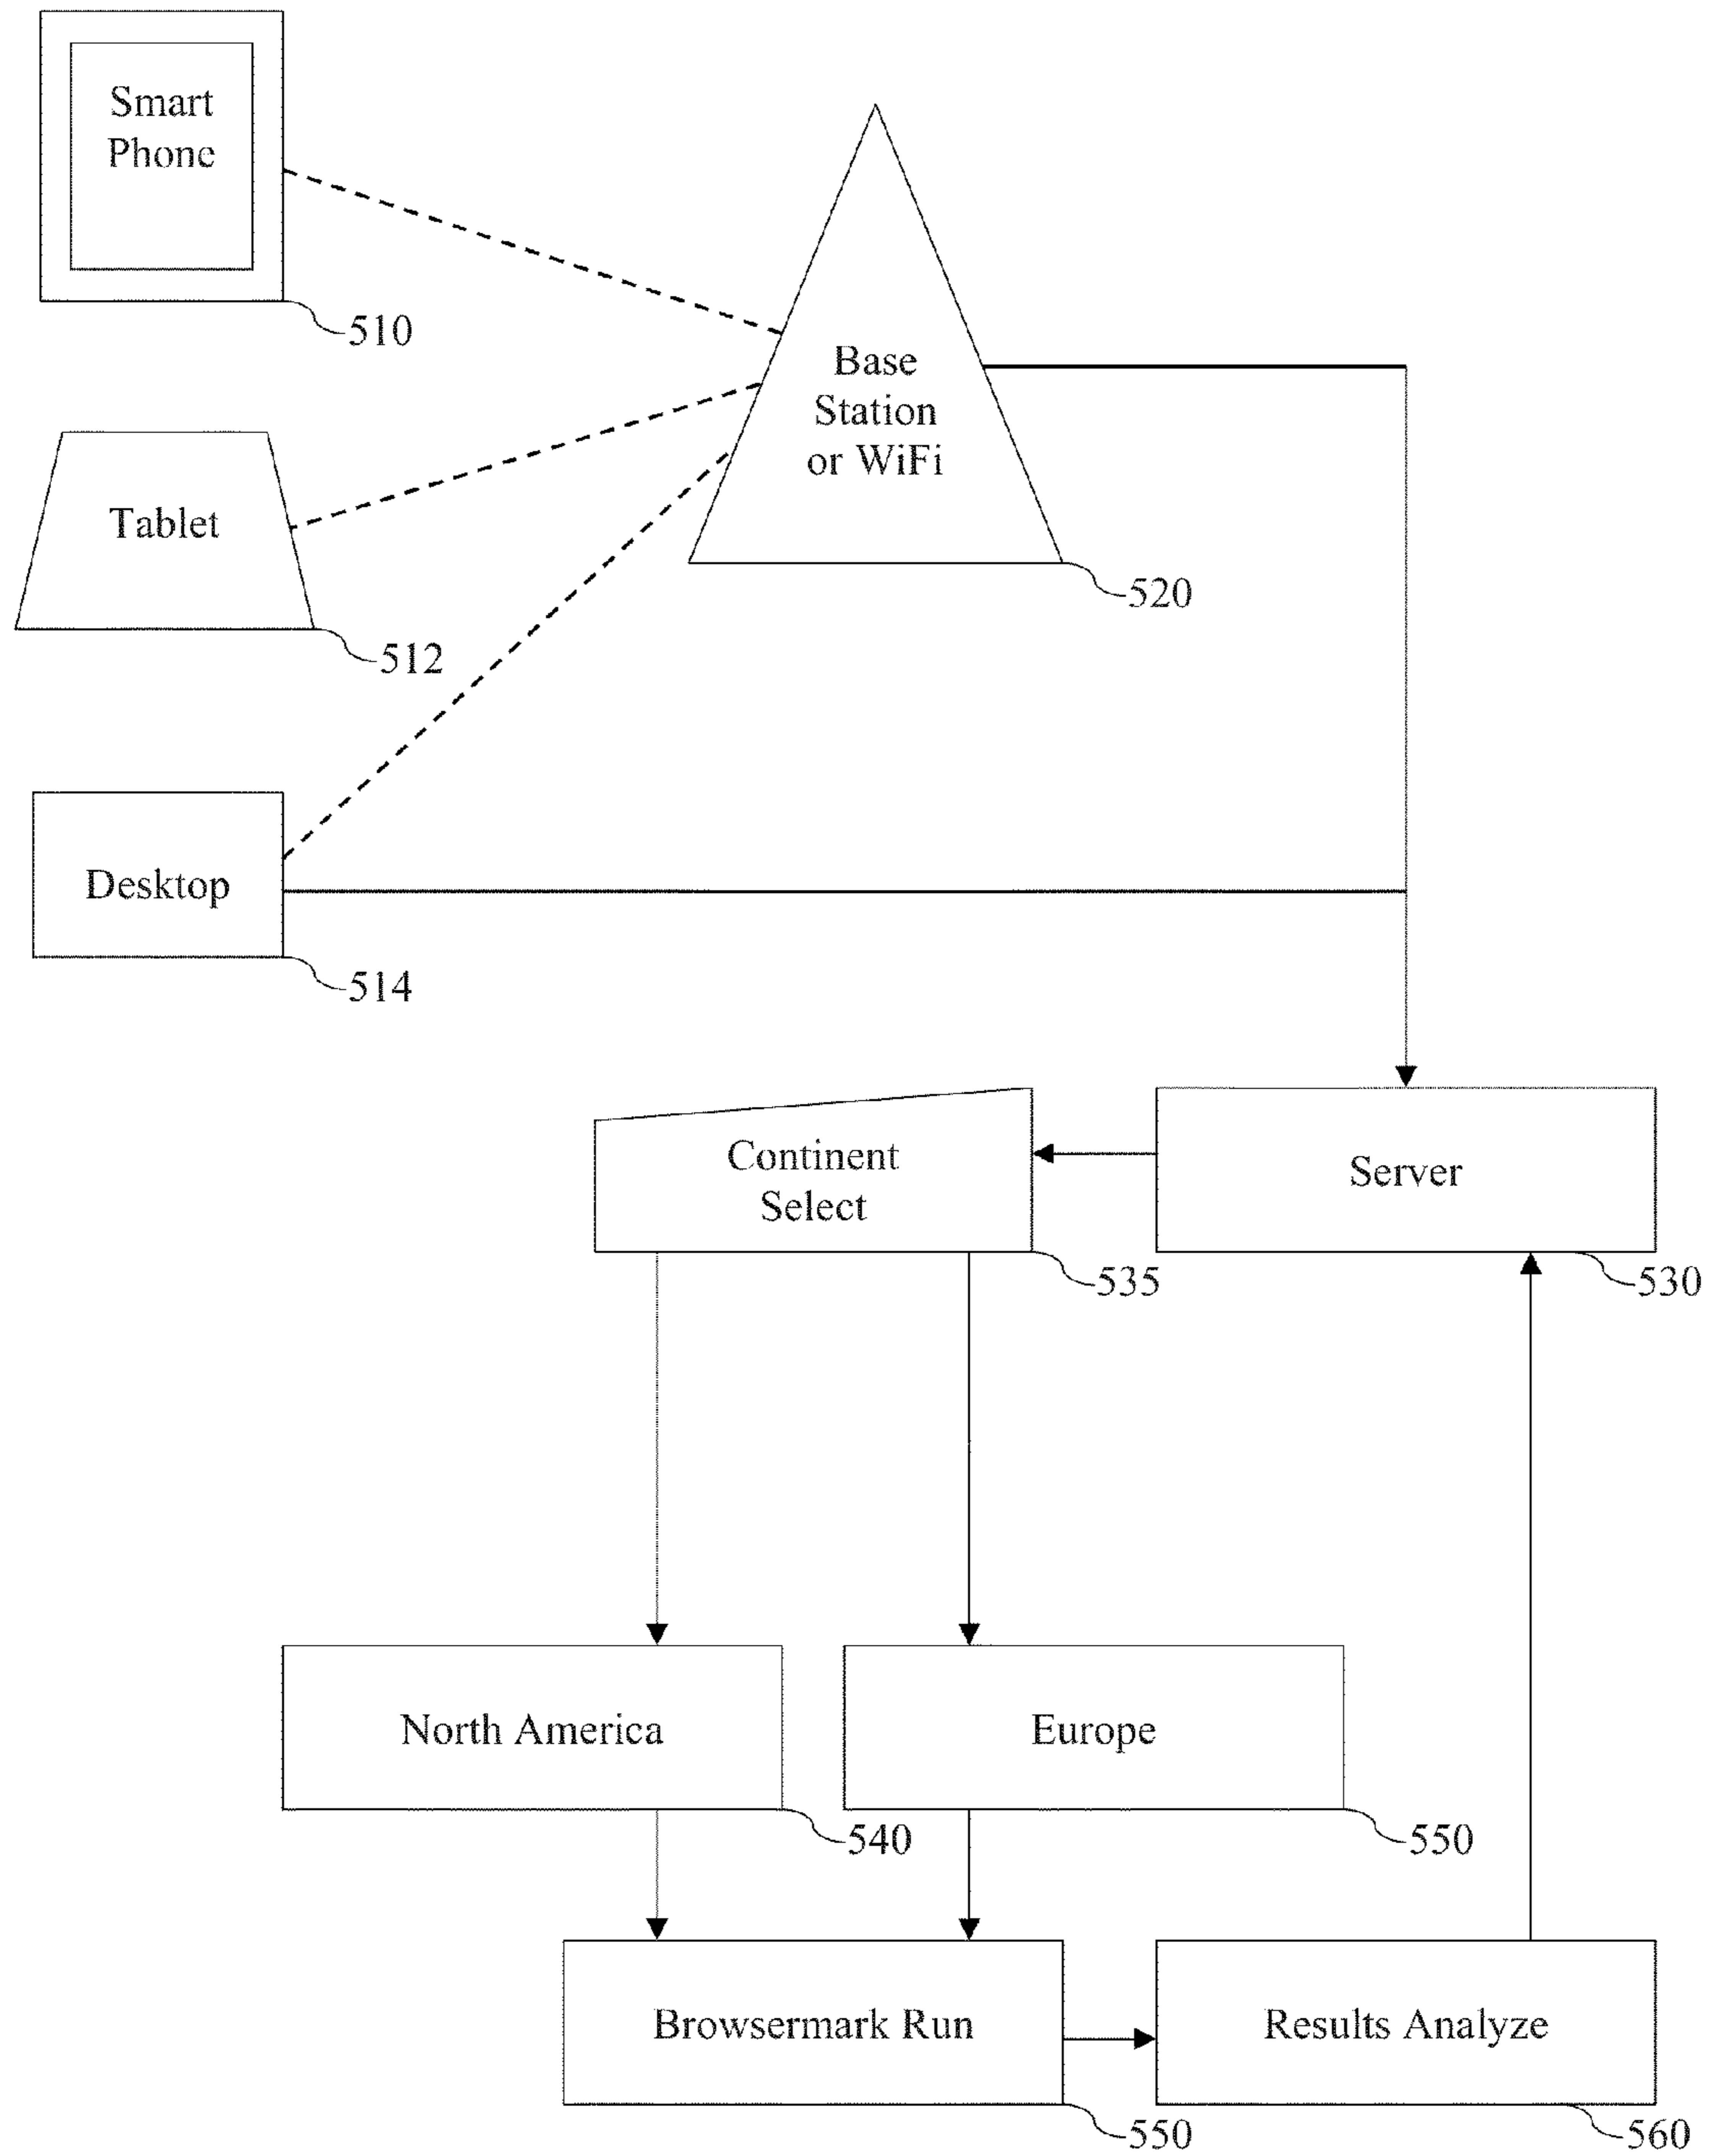 Smart
Phone
510
Base
Station
or WiFi
520
Tablet
512
Desktop
514
Continent
Select
535
Server
530
North America
540
Europe
550
Browsermark Run
550
Results Analyze
560